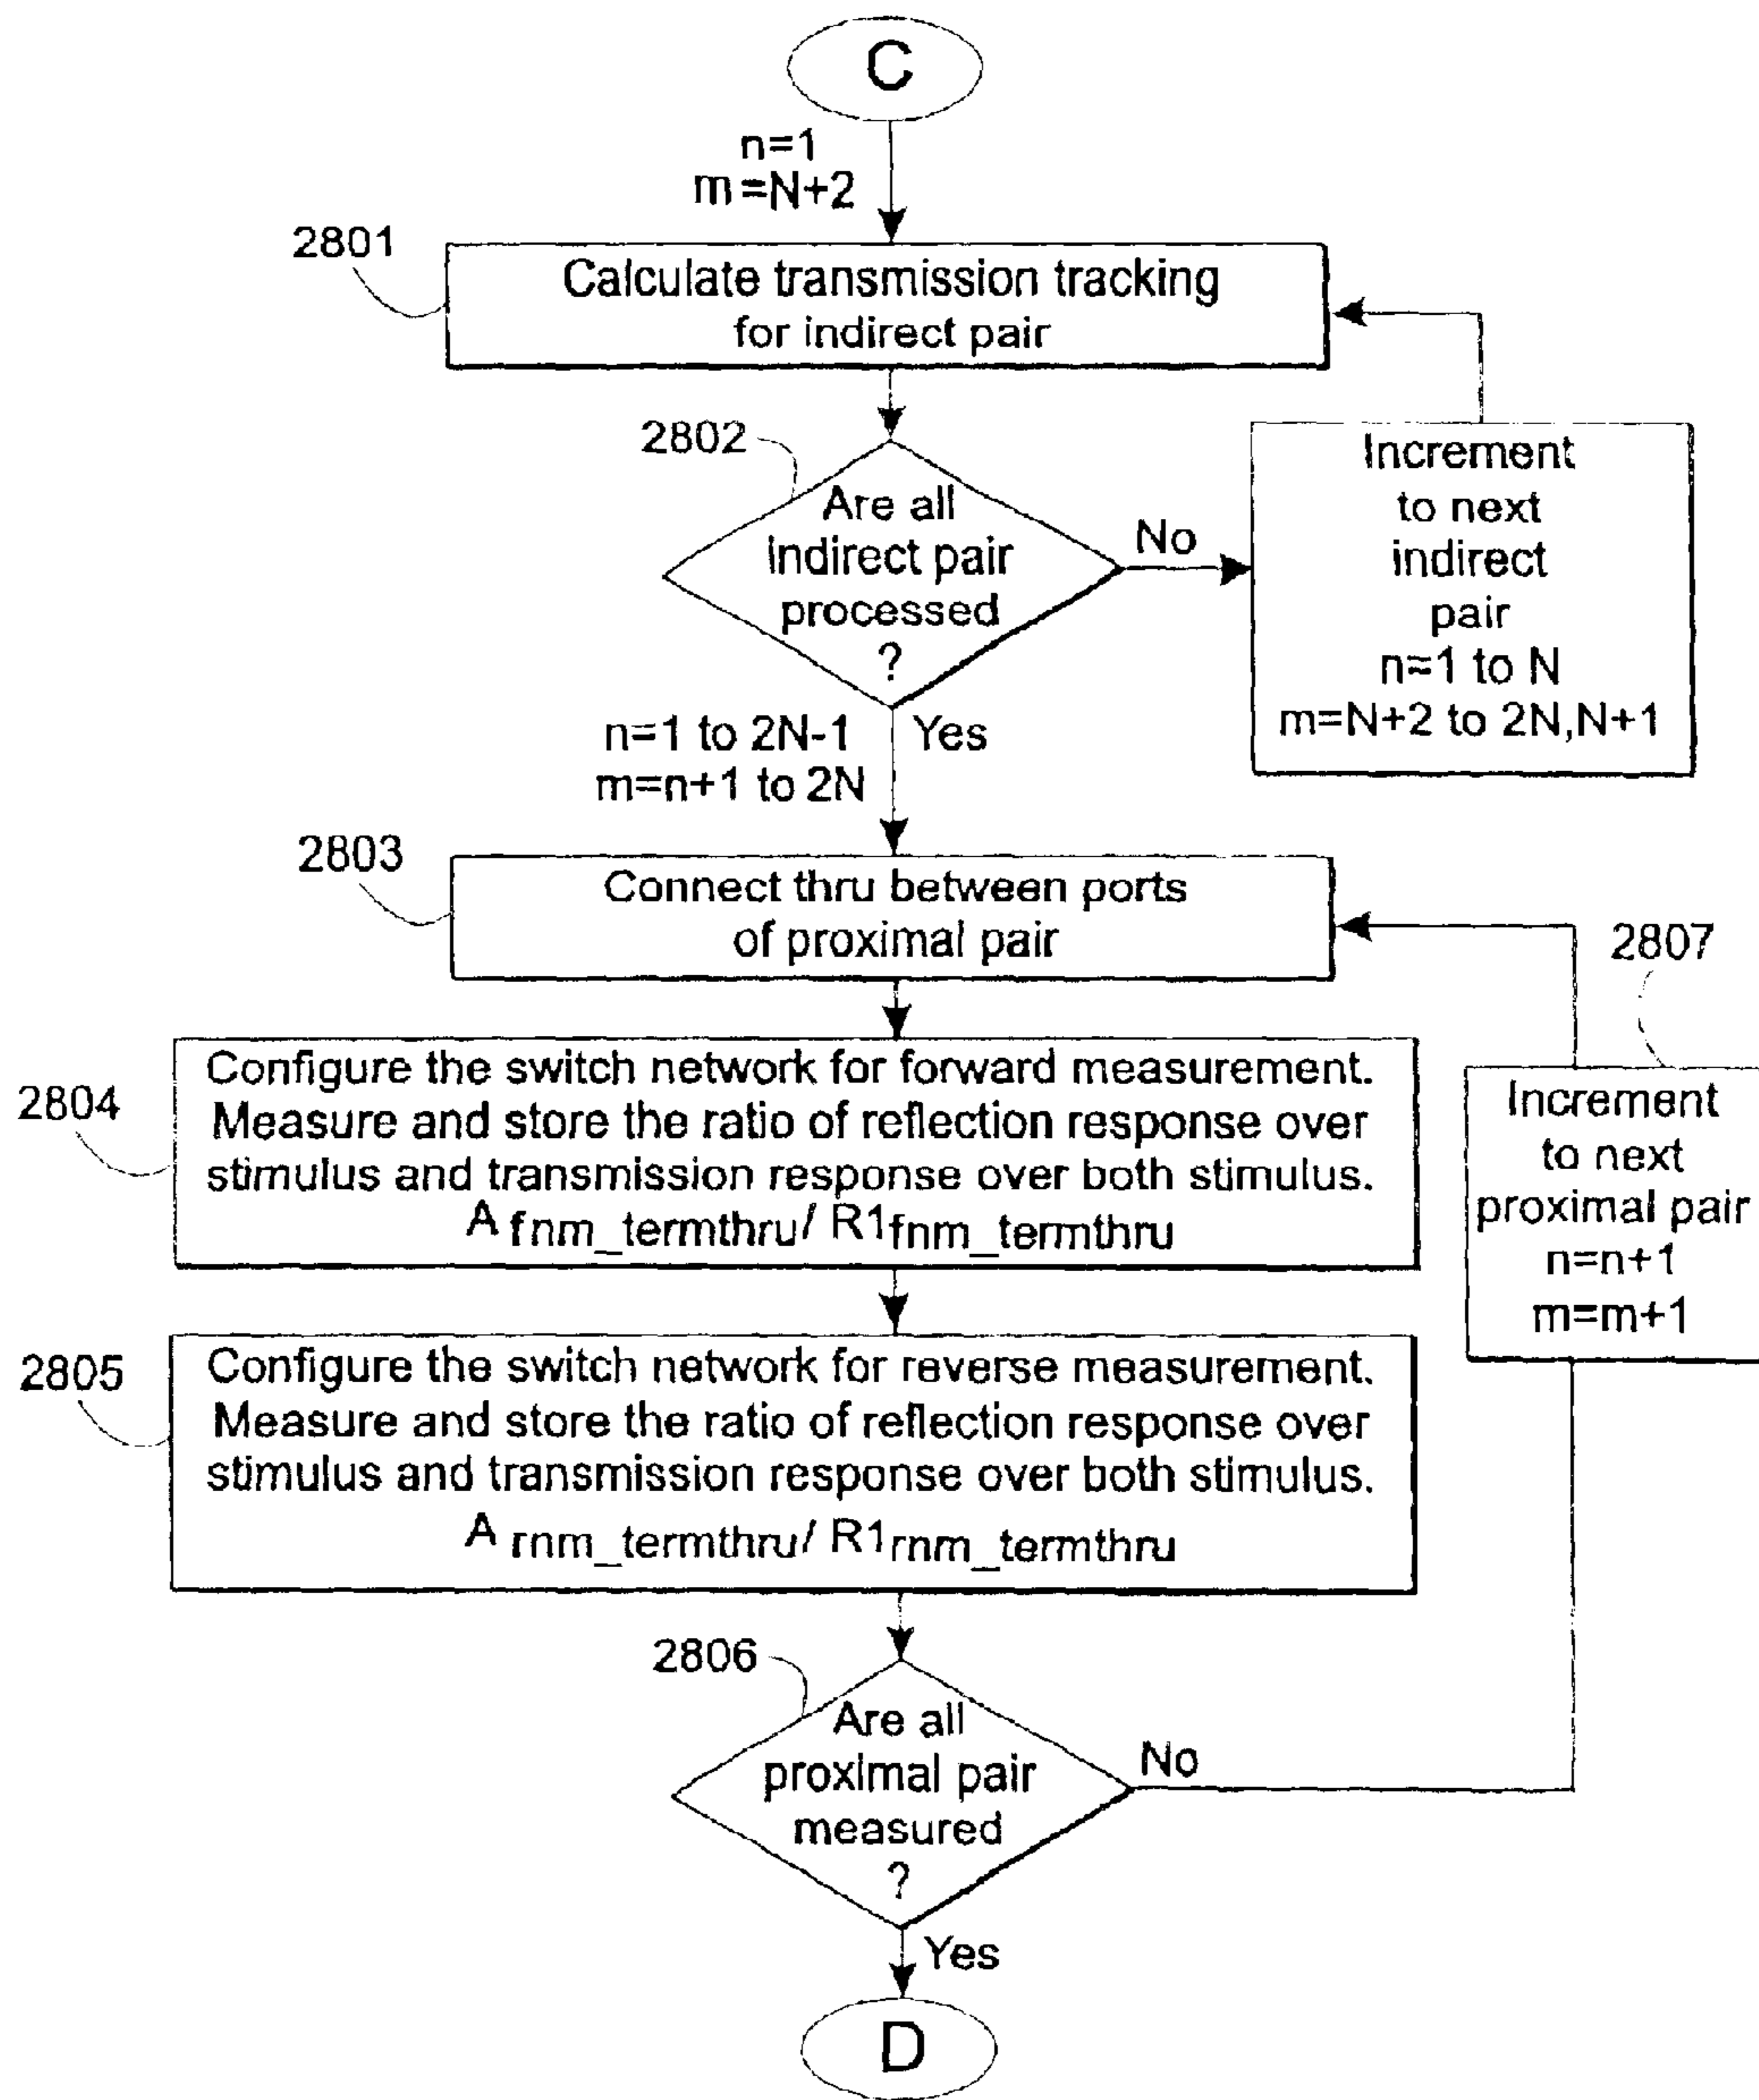 C
n=1
m=N+2
2801
Calculate transmission tracking
for indirect pair
2802
Are all
Indirect pair
processed
?
No
Increment
to next
indirect
pair
n=1 to N
m=N+2 to 2N,N+1
n=1 to 2N-1
m=n+1 to 2N
Yes
2803
Connect thru between ports
of proximal pair
2804
Configure the switch network for forward measurement.
Measure and store the ratio of reflection response over
stimulus and transmission response over both stimulus.
A fnm_termthru/ R1fnm_termthru
2805
Configure the switch network for reverse measurement.
Measure and store the ratio of reflection response over
stimulus and transmission response over both stimulus.
A rnm_termthru/ R1rnm_termthru
2806
Are all
proximal pair
measured
?
No
2807
Increment
to next
proximal pair
n=n+1
m=m+1
Yes
D